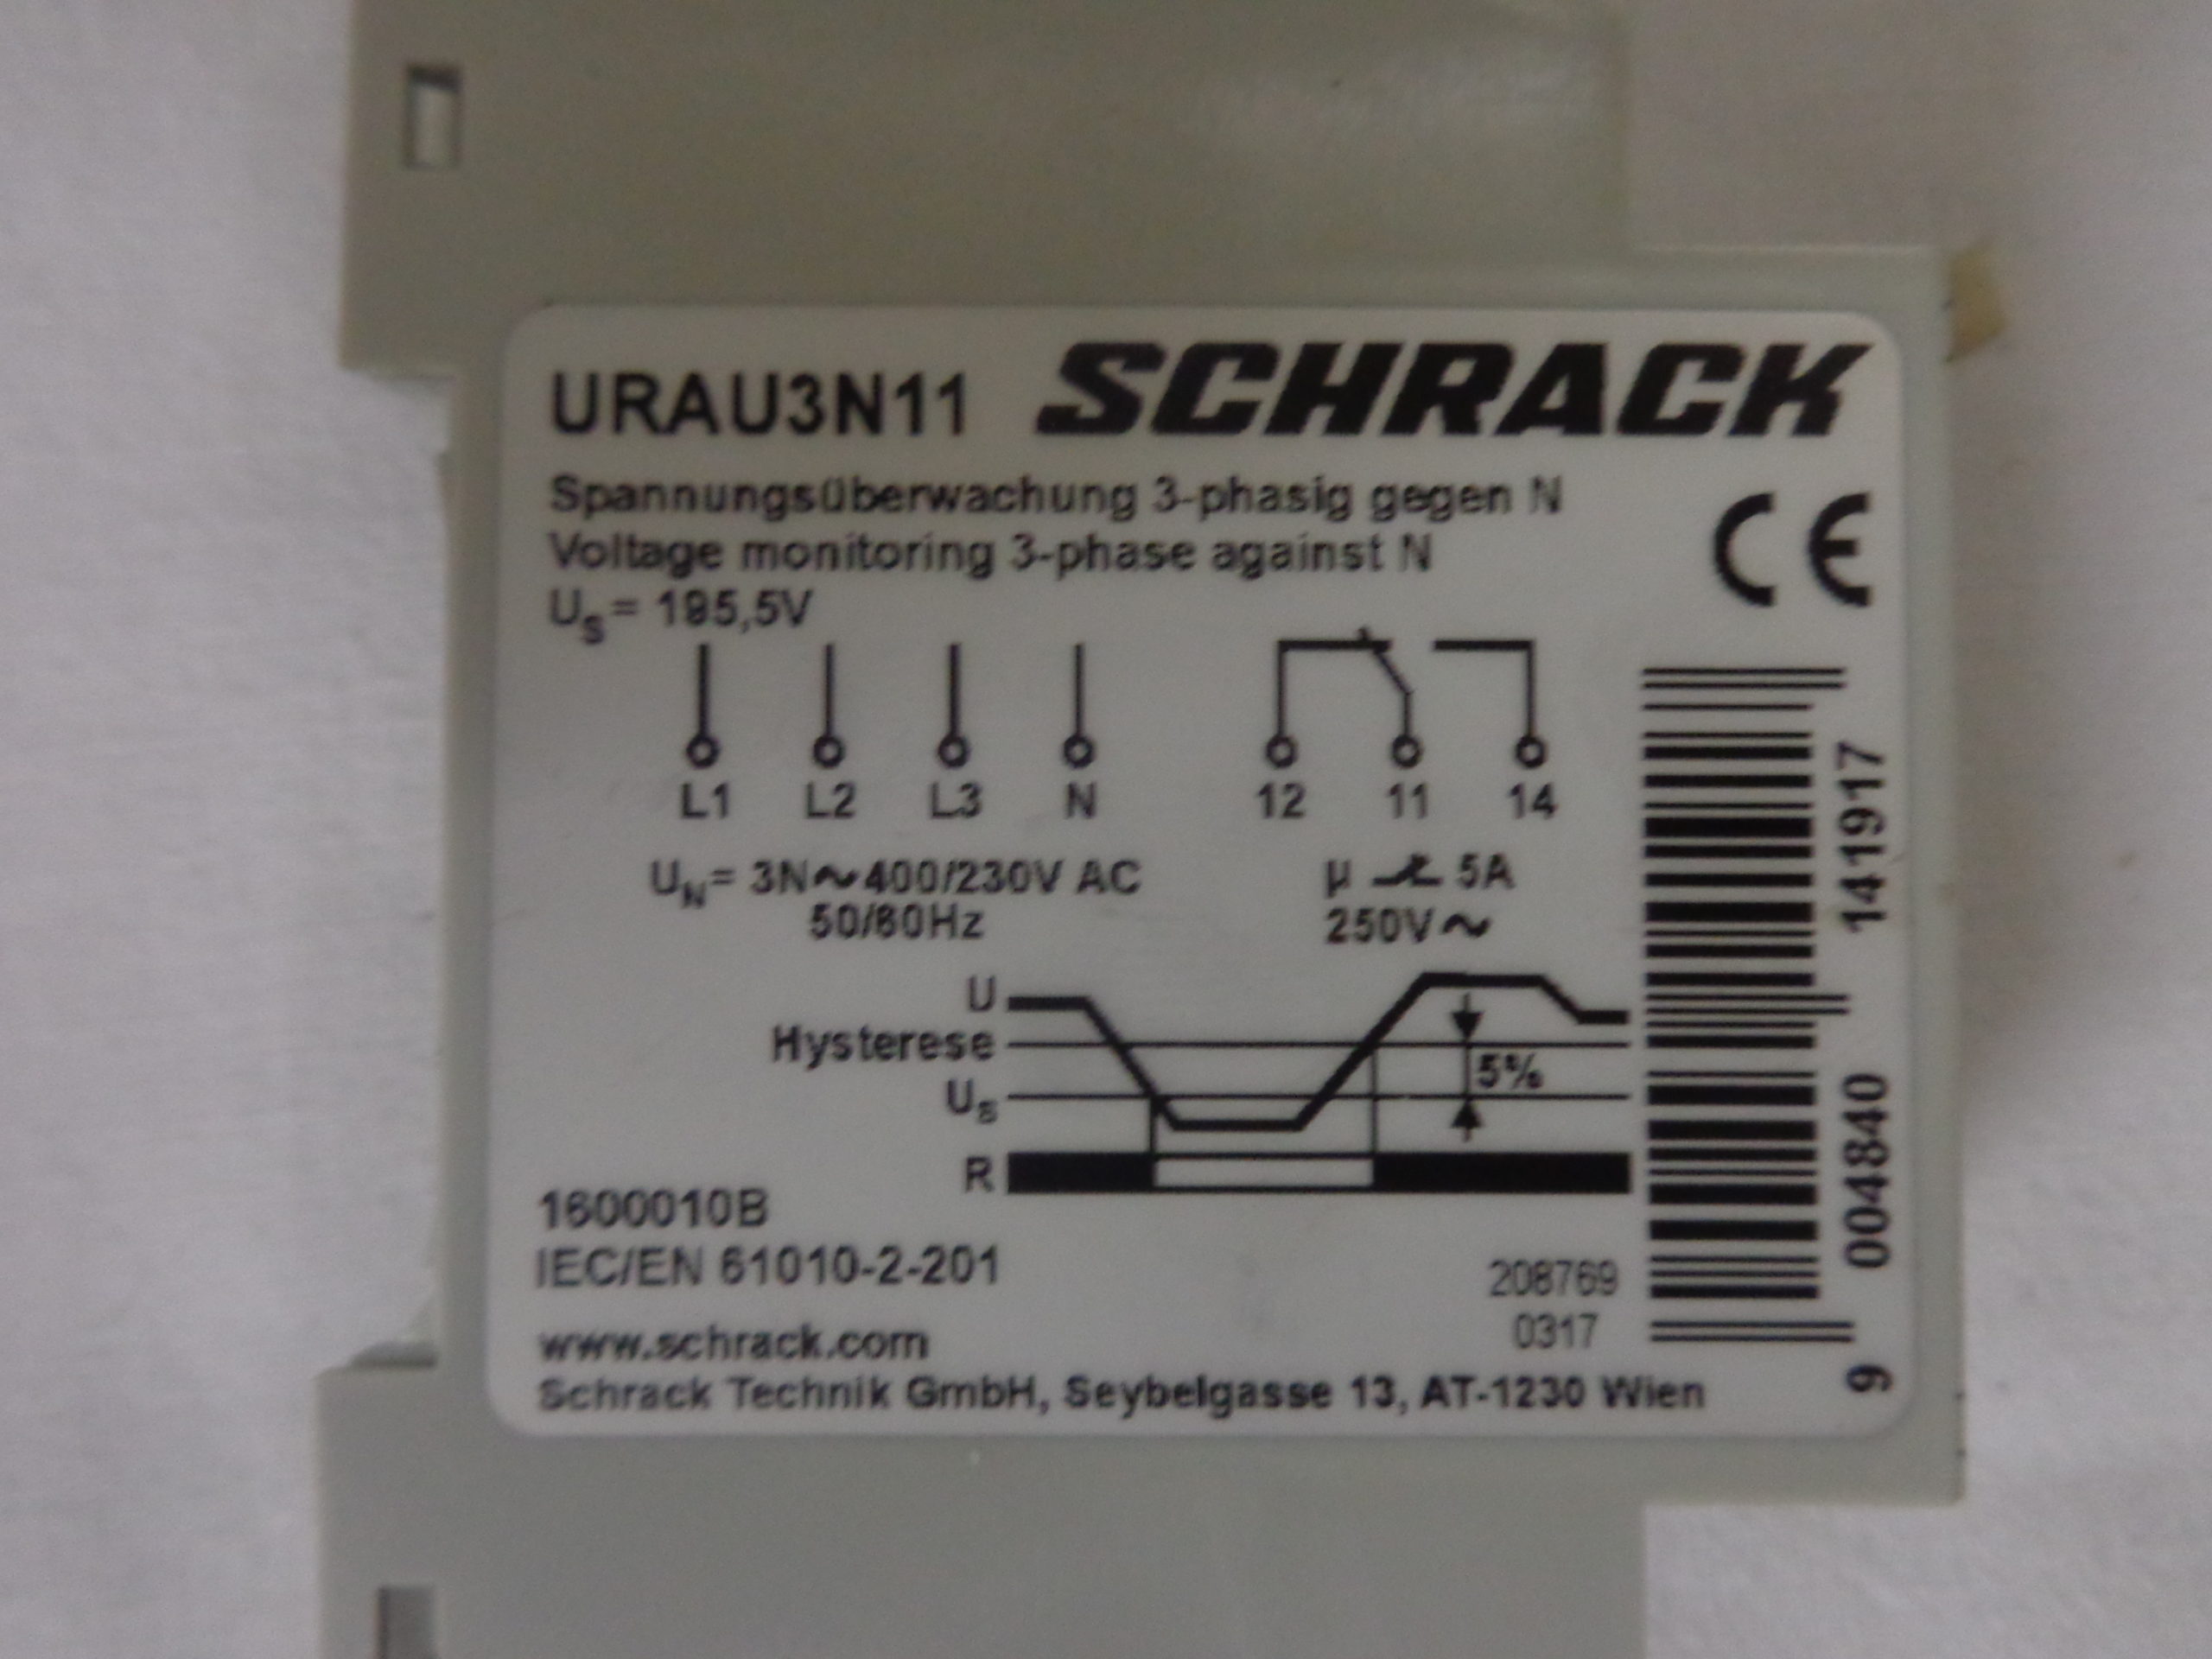 URAU3N11 SCHRACK
Spannungsüberwachung 3-phasig gegen N
Voltage monitoring 3-phase against N
CE
US= 195,5V
L1 L2 L3 N 12 11 14
UN= 3N~400/230V AC
50/60Hz
µ 5A
250V~
U
Hysterese
5%
Us
R
1600010B
IEC/EN 61010-2-201
208769
0317
www.schrack.com
Schrack Technik GmbH, Seybelgasse 13, AT-1230 Wien
9 004840 141917